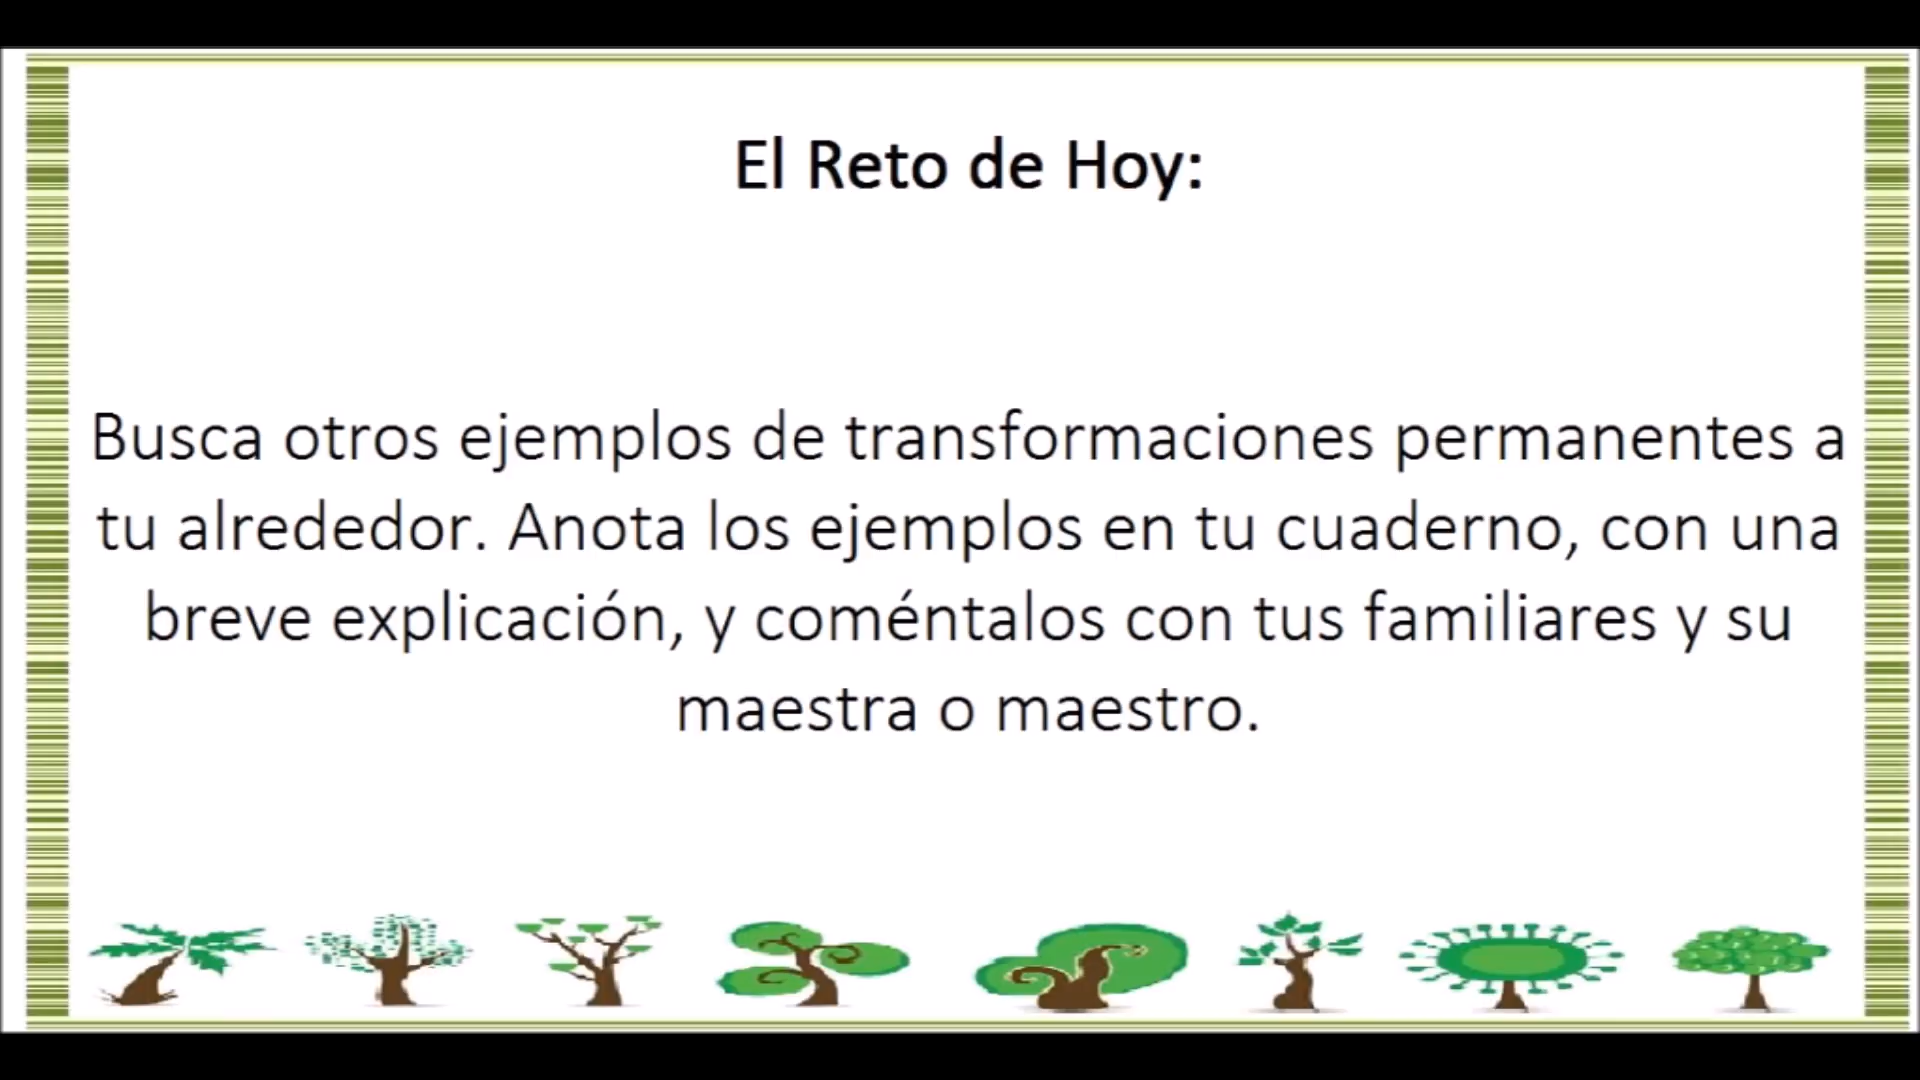 El Reto de Hoy:
Busca otros ejemplos de transformaciones permanentes a
tu alrededor. Anota los ejemplos en tu cuaderno, con una
breve explicación, y coméntalos con tus familiares y su
maestra o maestro.